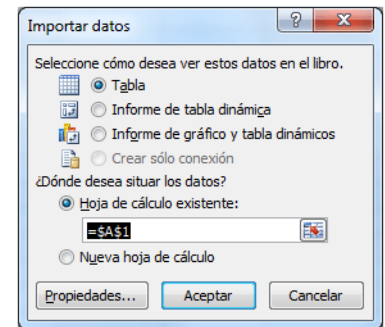 Importar datos
Seleccione cómo desea ver estos datos en el libro.
Tabla
Informe de tabla dinámica
Informe de gráfico y tabla dinámicos
Crear sólo conexión
¿Dónde desea situar los datos?
Hoja de cálculo existente:
=$A$1
Nueva hoja de cálculo
Propiedades... Aceptar Cancelar